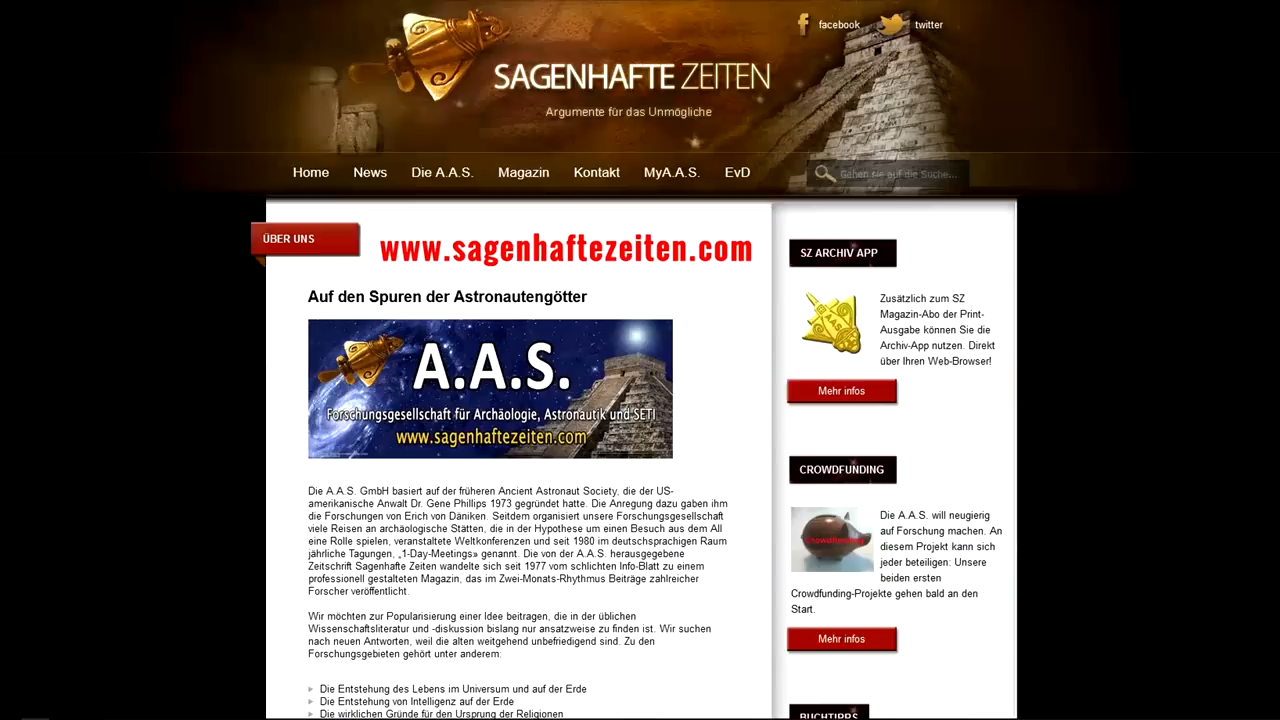 facebook
twitter
SAGENHAFTE ZEITEN
Argumente für das Unmögliche
Home News Die A.A.S. Magazin Kontakt MyA.A.S. EvD
Gehen sie auf die Suche...
ÜBER UNS
www.sagenhaftezeiten.com
Auf den Spuren der Astronautengötter
A.A.S.
Forschungsgesellschaft für Archäologie, Astronautik und SETI
www.sagenhaftezeiten.com
Die A.A.S. GmbH basiert auf der früheren Ancient Astronaut Society, die der US-
amerikanische Anwalt Dr. Gene Phillips 1973 gegründet hatte. Die Anregung dazu gaben ihm
die Forschungen von Erich von Däniken. Seitdem organisiert unsere Forschungsgesellschaft
viele Reisen an archäologische Stätten, die in der Hypothese um einen Besuch aus dem All
eine Rolle spielen, veranstaltete Weltkonferenzen und seit 1980 im deutschsprachigen Raum
jährliche Tagungen, „1-Day-Meetings» genannt. Die von der A.A.S. herausgegebene
Zeitschrift Sagenhafte Zeiten wandelte sich seit 1977 vom schlichten Info-Blatt zu einem
professionell gestalteten Magazin, das im Zwei-Monats-Rhythmus Beiträge zahlreicher
Forscher veröffentlicht.
Wir möchten zur Popularisierung einer Idee beitragen, die in der üblichen
Wissenschaftsliteratur und -diskussion bislang nur ansatzweise zu finden ist. Wir suchen
nach neuen Antworten, weil die alten weitgehend unbefriedigend sind. Zu den
Forschungsgebieten gehört unter anderem:
Die Entstehung des Lebens im Universum und auf der Erde
Die Entstehung von Intelligenz auf der Erde
Die wirklichen Gründe für den Ursprung der Religionen
SZ ARCHIV APP
AAS
Zusätzlich zum SZ
Magazin-Abo der Print-
Ausgabe können Sie die
Archiv-App nutzen. Direkt
über Ihren Web-Browser!
Mehr infos
CROWDFUNDING
Crowdfunding
Die A.A.S. will neugierig
auf Forschung machen. An
diesem Projekt kann sich
jeder beteiligen: Unsere
beiden ersten
Crowdfunding-Projekte gehen bald an den
Start.
Mehr infos
BUCHTIPPS